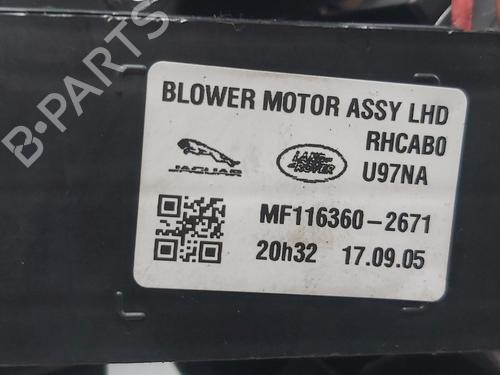 B-PARTS
BLOWER MOTOR ASSY LHD
RHCAB0
JAGUAR
LAND ROVER
U97NA
MF116360-2671
20h32 17.09.05